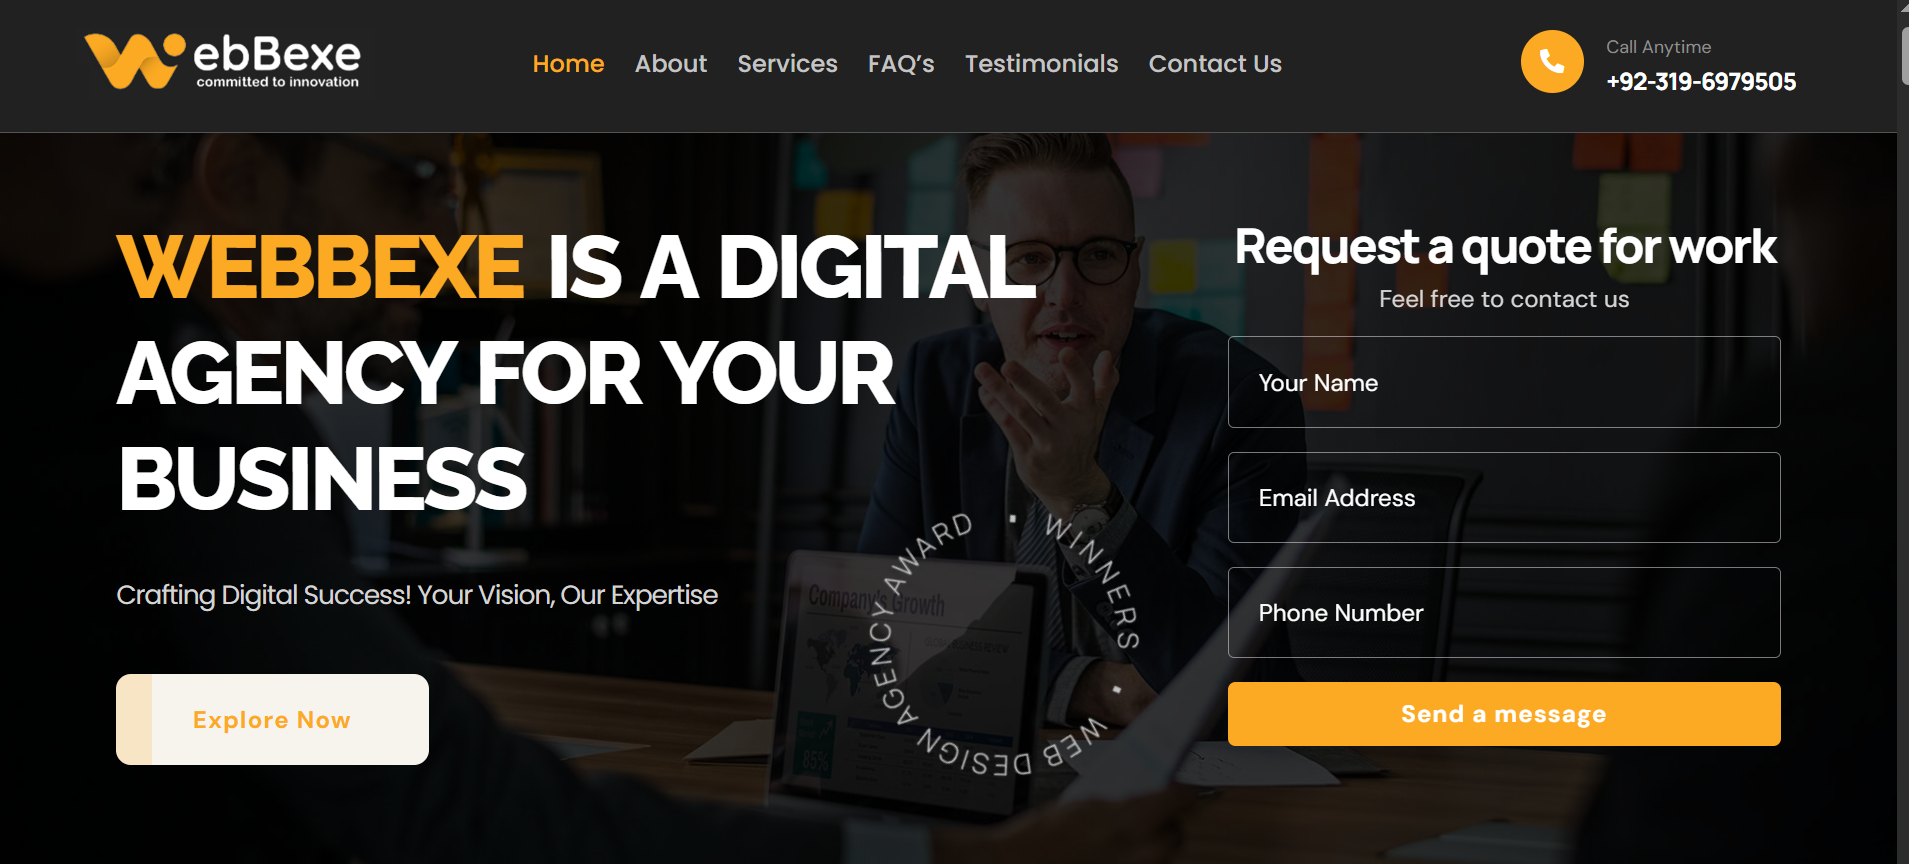 ebBexe
committed to innovation
Home
About
Services
FAQ's
Testimonials
Contact Us
Call Anytime
+92-319-6979505
WEBBEXE IS A DIGITAL
AGENCY FOR YOUR
BUSINESS
Crafting Digital Success! Your Vision, Our Expertise
Explore Now
WINNERS
WEB DESIGN AGENCY AWARD
Company's Growth
GLOBAL BUSINESS REVIEW
85%
Request a quote for work
Feel free to contact us
Your Name
Email Address
Phone Number
Send a message